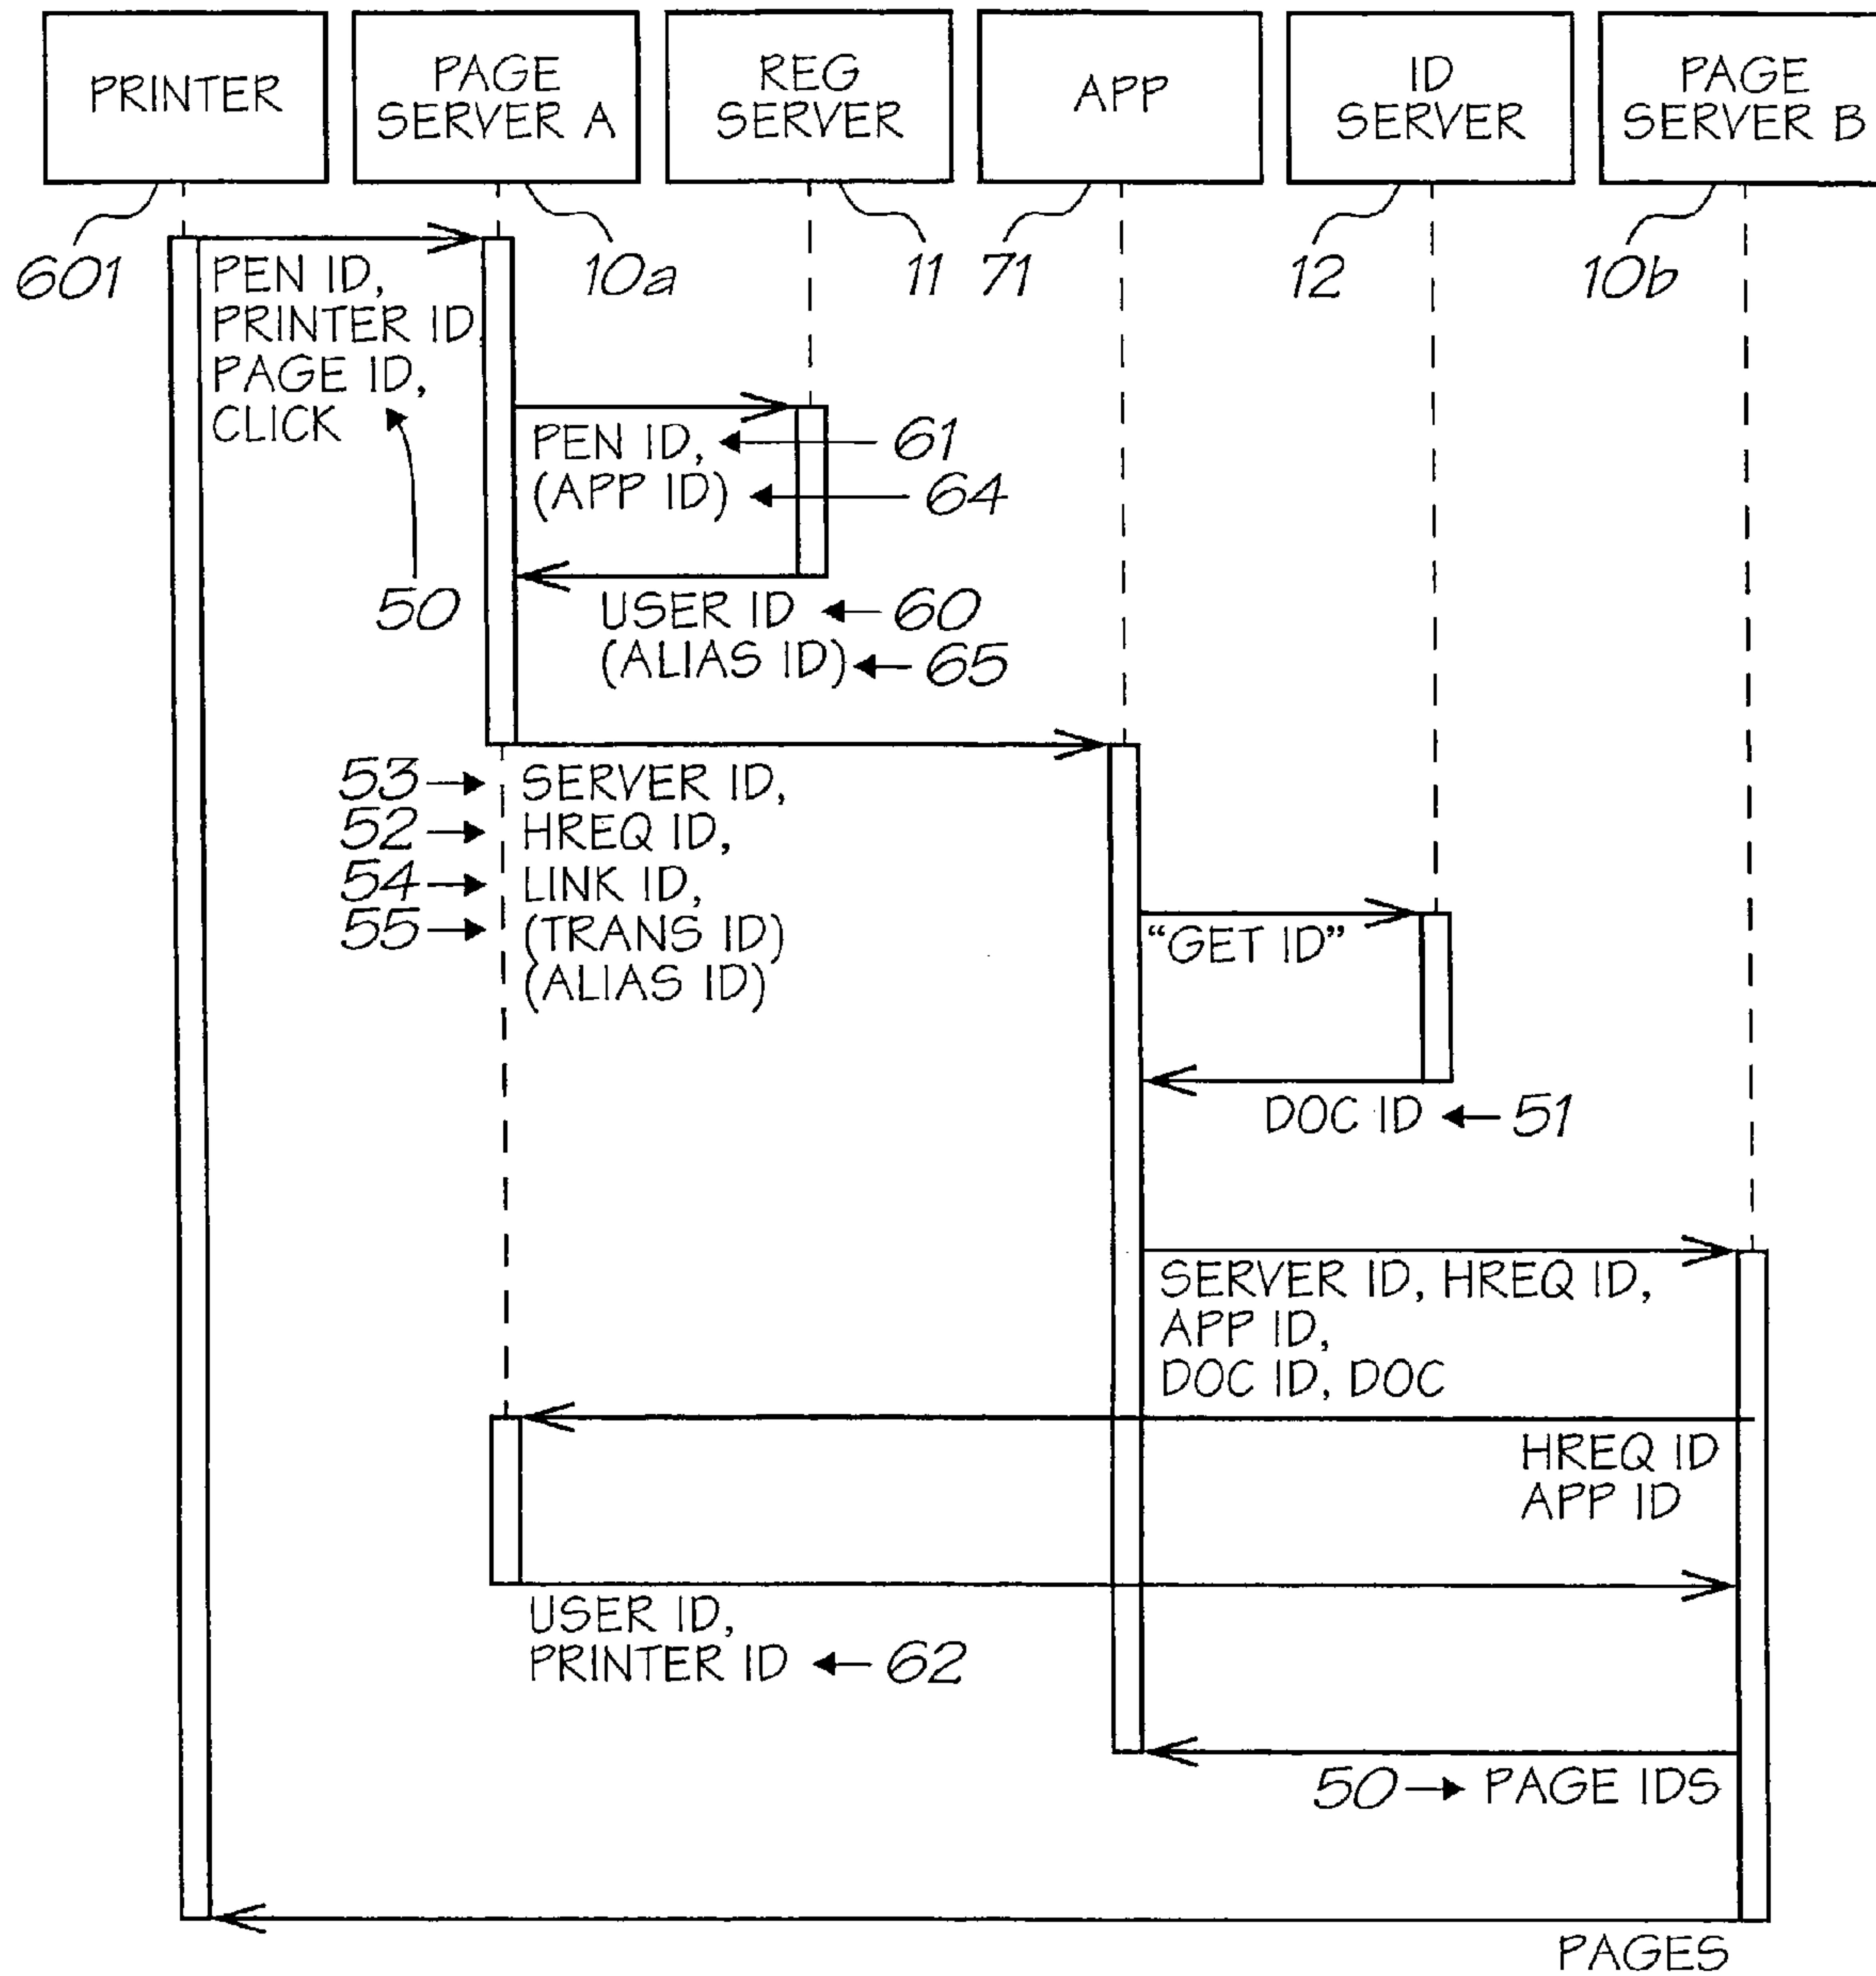 PRINTER
PAGE
SERVER A
REG
SERVER
APP
ID
SERVER
PAGE
SERVER B
601
10a
11
71
12
10b
PEN ID,
PRINTER ID
PAGE ID,
CLICK
50
PEN ID,
61
(APP ID)
64
USER ID
60
(ALIAS ID)
65
53
SERVER ID,
52
HREQ ID,
54
LINK ID,
55
(TRANS ID)
(ALIAS ID)
“GET ID”
DOC ID
51
SERVER ID, HREQ ID,
APP ID,
DOC ID, DOC
HREQ ID
APP ID
USER ID,
PRINTER ID
62
50
PAGE IDS
PAGES